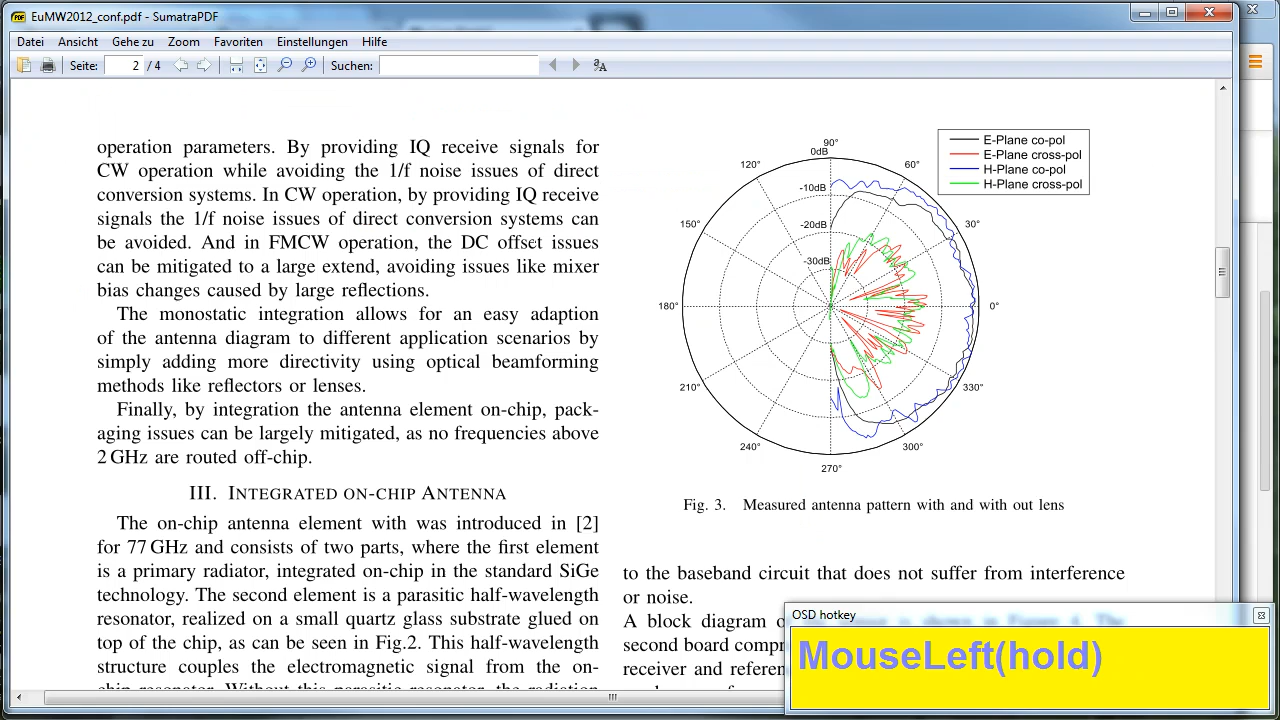 EuMW2012_conf.pdf - SumatraPDF
Datei Ansicht Gehe zu Zoom Favoriten Einstellungen Hilfe
Seite: 2 / 4 Suchen:
operation parameters. By providing IQ receive signals for
CW operation while avoiding the 1/f noise issues of direct
conversion systems. In CW operation, by providing IQ receive
signals the 1/f noise issues of direct conversion systems can
be avoided. And in FMCW operation, the DC offset issues
can be mitigated to a large extend, avoiding issues like mixer
bias changes caused by large reflections.
The monostatic integration allows for an easy adaption
of the antenna diagram to different application scenarios by
simply adding more directivity using optical beamforming
methods like reflectors or lenses.
Finally, by integration the antenna element on-chip, pack-
aging issues can be largely mitigated, as no frequencies above
2 GHz are routed off-chip.
III. INTEGRATED ON-CHIP ANTENNA
The on-chip antenna element with was introduced in [2]
for 77 GHz and consists of two parts, where the first element
is a primary radiator, integrated on-chip in the standard SiGe
technology. The second element is a parasitic half-wavelength
resonator, realized on a small quartz glass substrate glued on
top of the chip, as can be seen in Fig.2. This half-wavelength
structure couples the electromagnetic signal from the on-
chip resonator. Without this parasitic resonator, the radiation
90°
0dB
120°
60°
-10dB
150°
-20dB
30°
-30dB
180°
0°
210°
330°
240°
300°
270°
E-Plane co-pol
E-Plane cross-pol
H-Plane co-pol
H-Plane cross-pol
Fig. 3. Measured antenna pattern with and with out lens
to the baseband circuit that does not suffer from interference
or noise.
A block diagram
second board compr
receiver and referen
OSD hotkey
MouseLeft(hold)